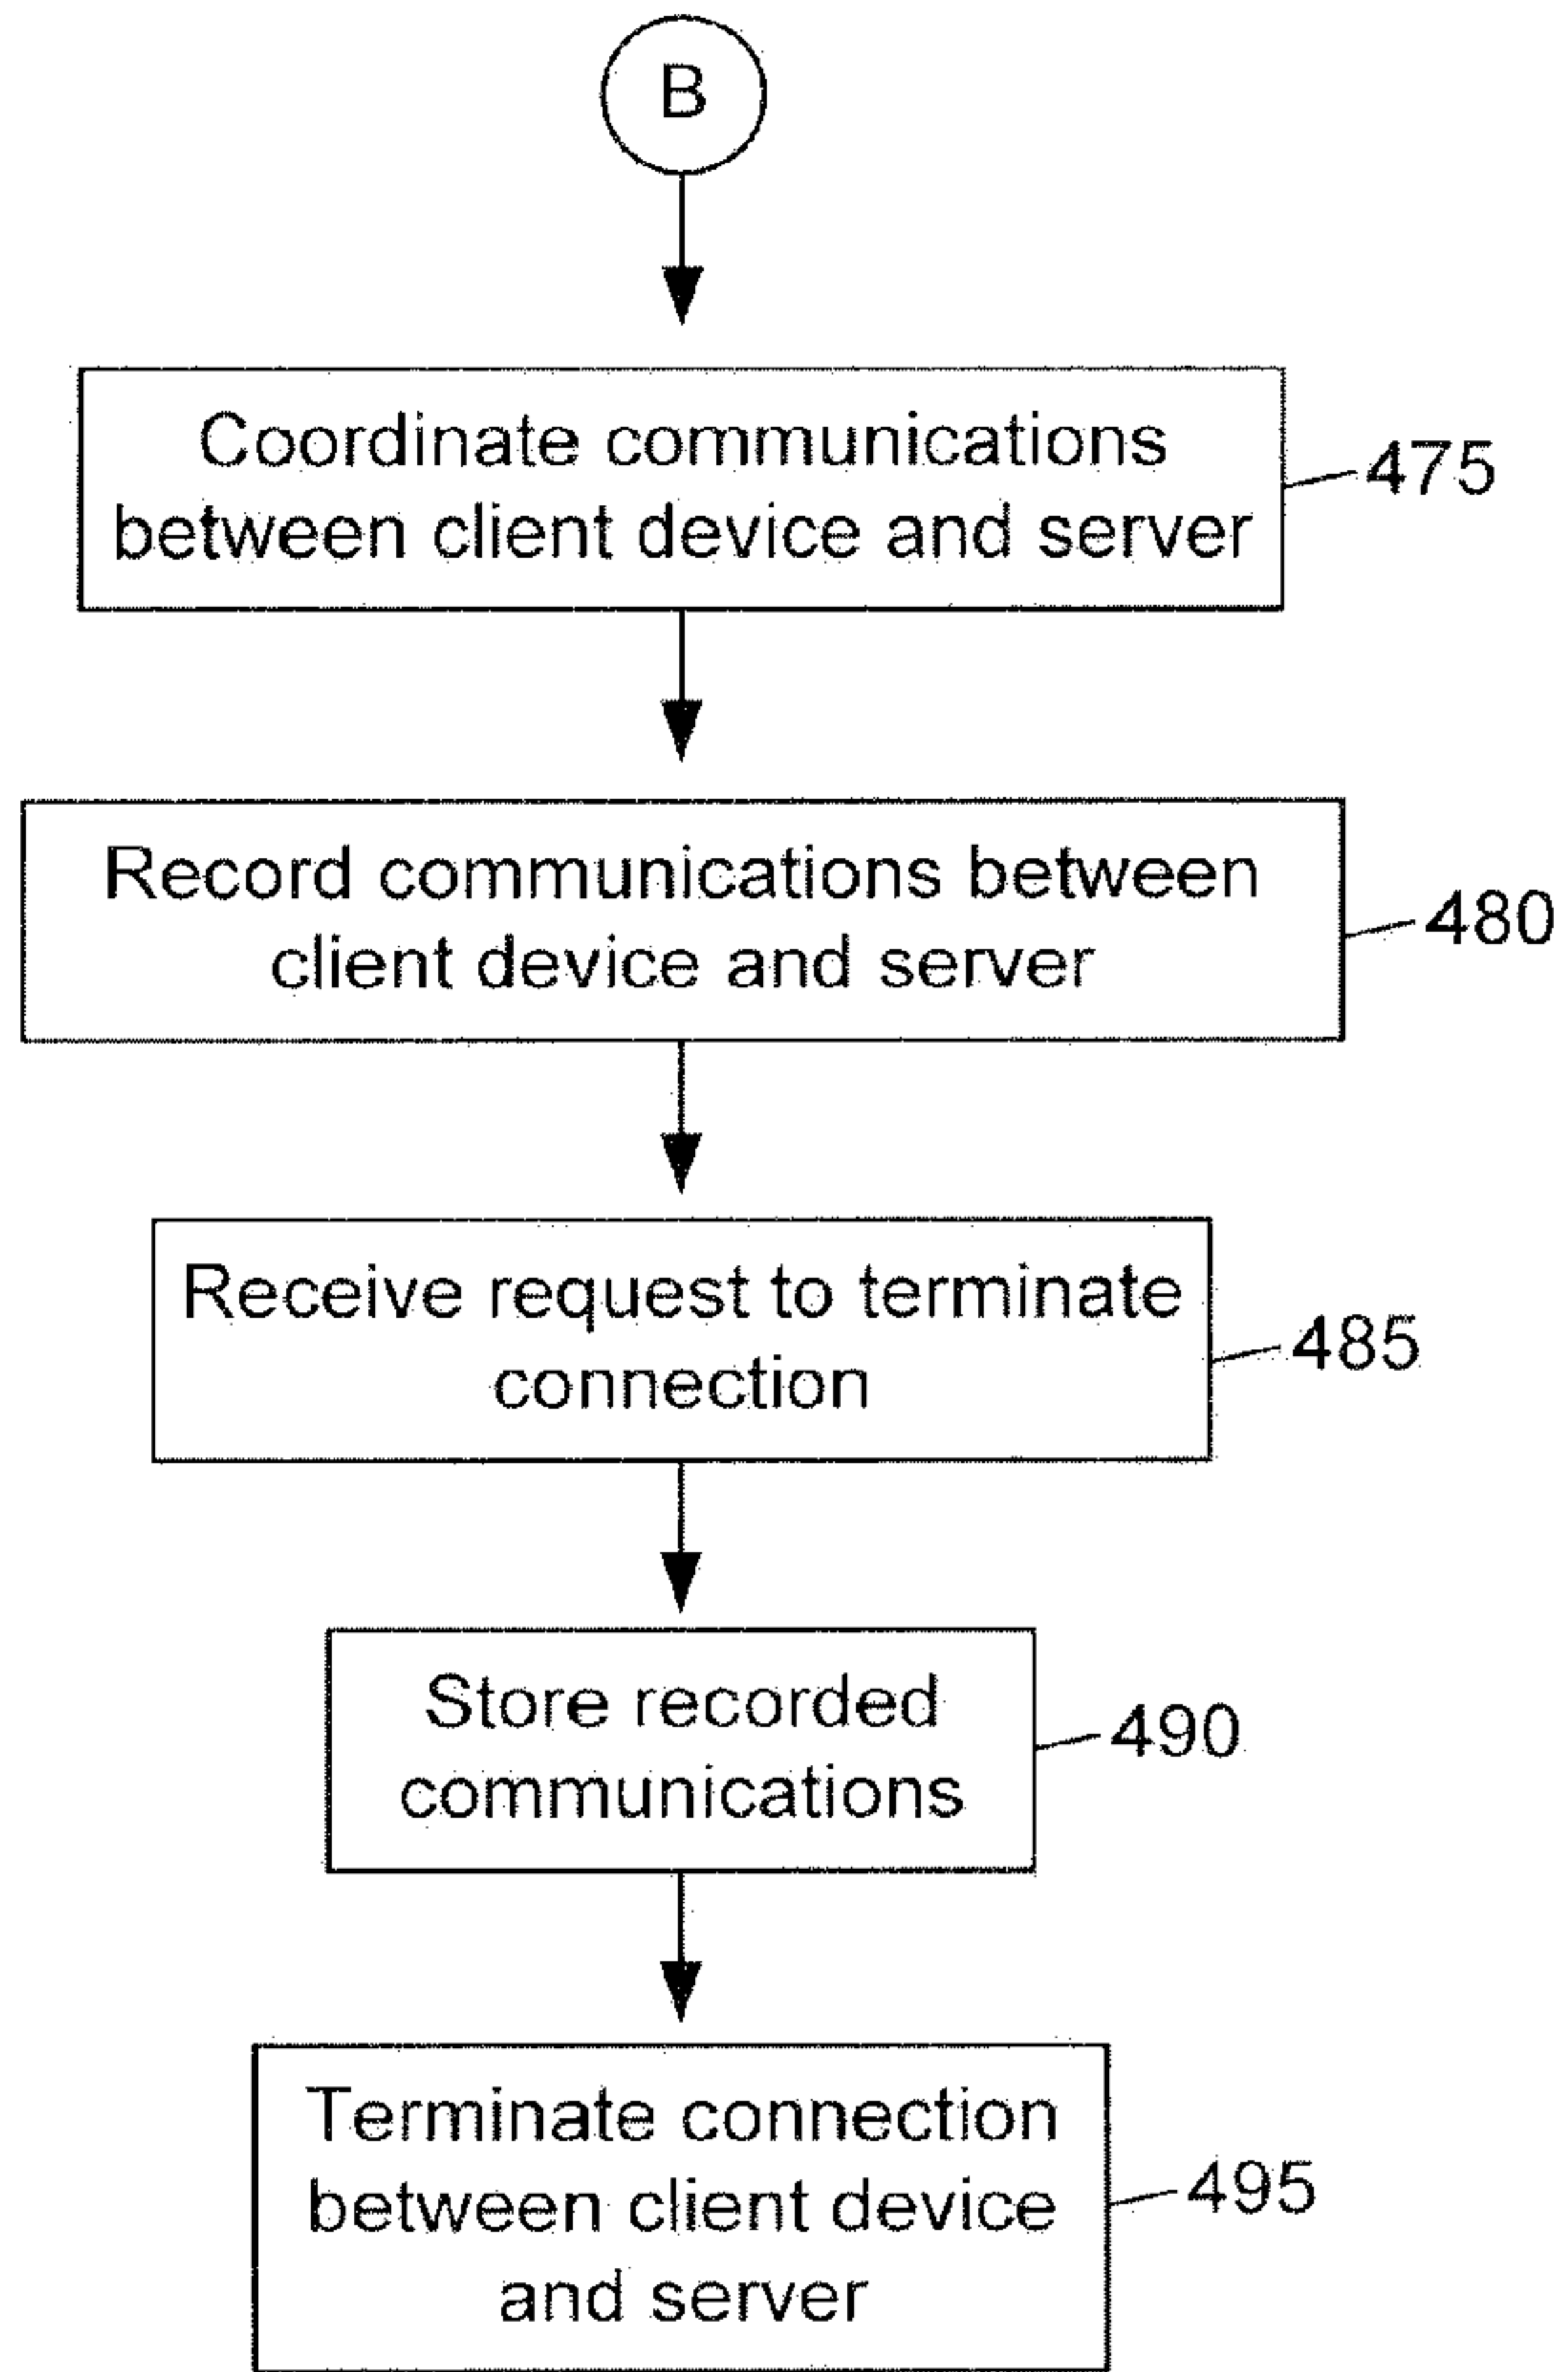 B
Coordinate communications
between client device and server
475
Record communications between
client device and server
480
Receive request to terminate
connection
485
Store recorded
communications
490
Terminate connection
between client device
and server
495